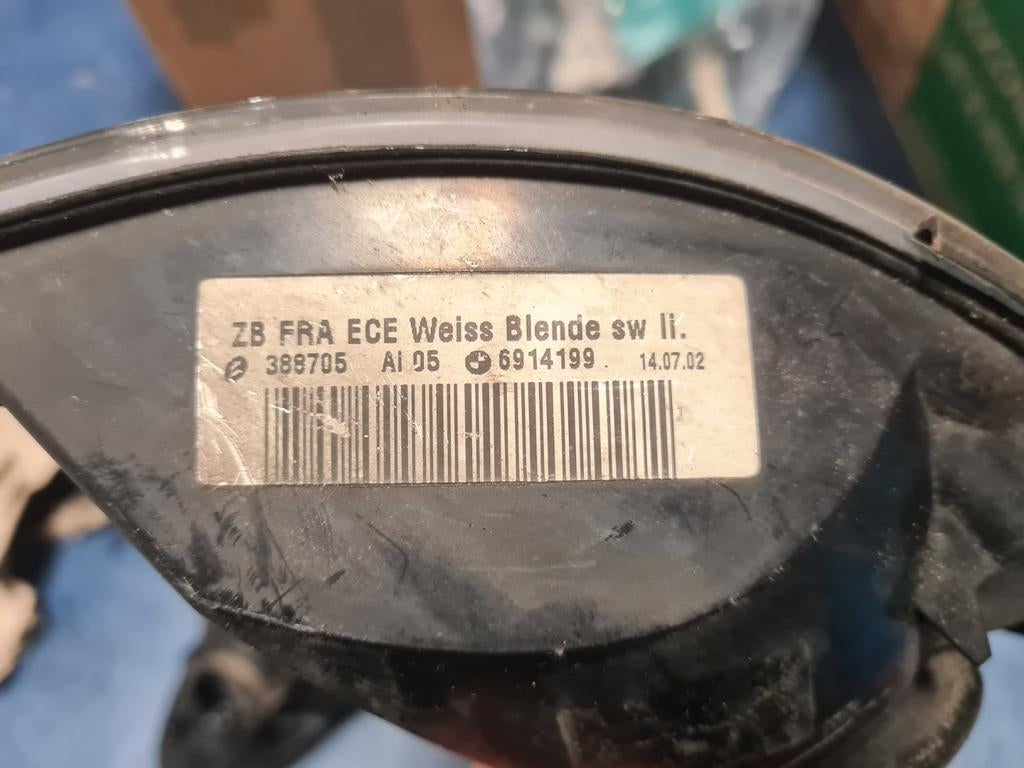 ZB FRA ECE Weiss Blende sw li.
388705 AI 05 6914199 14.07.02